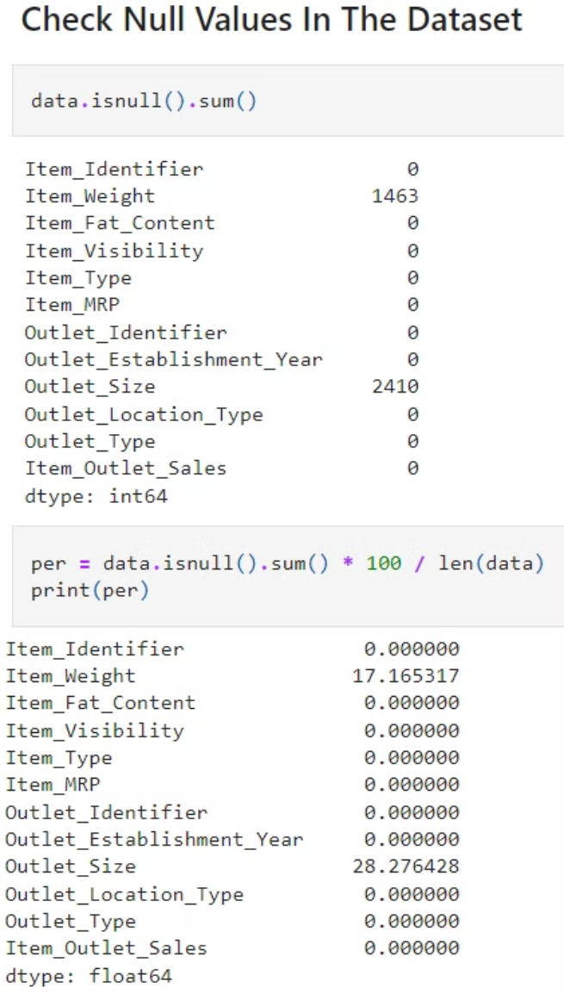 Check Null Values In The Dataset
data.isnull().sum()
Item_Identifier 0
Item_Weight 1463
Item_Fat_Content 0
Item_Visibility 0
Item_Type 0
Item_MRP 0
Outlet_Identifier 0
Outlet_Establishment_Year 0
Outlet_Size 2410
Outlet_Location_Type 0
Outlet_Type 0
Item_Outlet_Sales 0
dtype: int64
per = data.isnull().sum() * 100 / len(data)
print(per)
Item_Identifier 0.000000
Item_Weight 17.165317
Item_Fat_Content 0.000000
Item_Visibility 0.000000
Item_Type 0.000000
Item_MRP 0.000000
Outlet_Identifier 0.000000
Outlet_Establishment_Year 0.000000
Outlet_Size 28.276428
Outlet_Location_Type 0.000000
Outlet_Type 0.000000
Item_Outlet_Sales 0.000000
dtype: float64